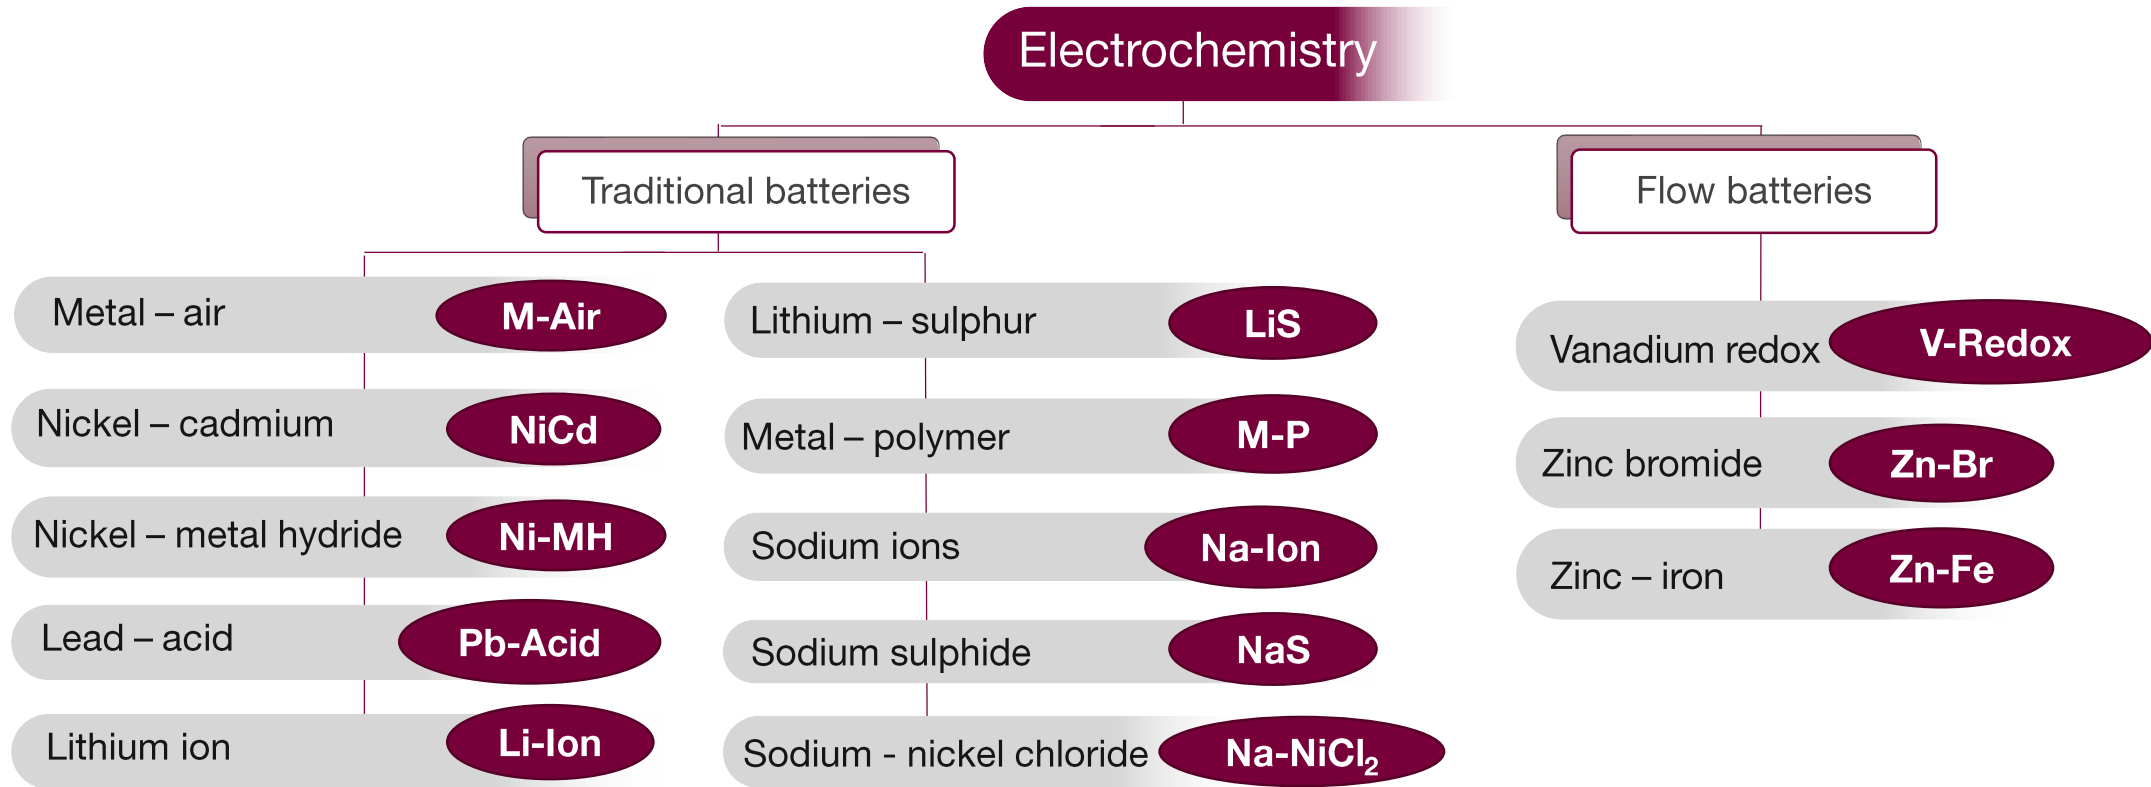 Electrochemistry
Traditional batteries
Flow batteries
Metal – air
M-Air
Nickel – cadmium
NiCd
Nickel – metal hydride
Ni-MH
Lead – acid
Pb-Acid
Lithium ion
Li-Ion
Lithium – sulphur
LiS
Metal – polymer
M-P
Sodium ions
Na-Ion
Sodium sulphide
NaS
Sodium - nickel chloride
Na-NiCl₂
Vanadium redox
V-Redox
Zinc bromide
Zn-Br
Zinc – iron
Zn-Fe